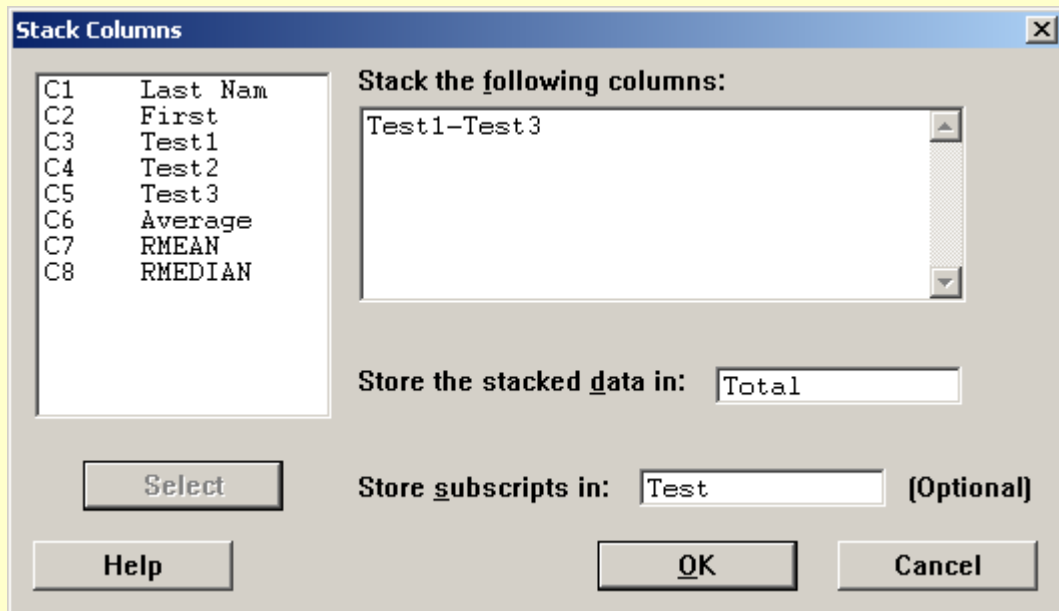 Stack Columns
C1 Last Nam
C2 First
C3 Test1
C4 Test2
C5 Test3
C6 Average
C7 RMEAN
C8 RMEDIAN
Stack the following columns:
Test1-Test3
Store the stacked data in: Total
Select
Store subscripts in: Test (Optional)
Help
OK
Cancel